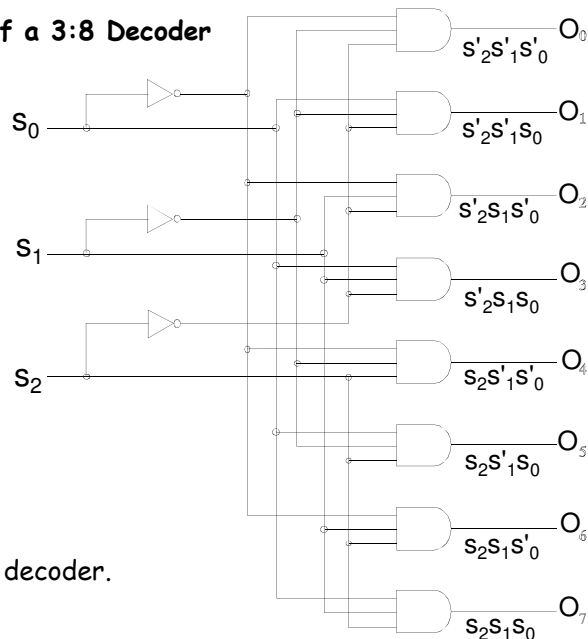 f a 3:8 Decoder
O₀
s'₂s'₁s'₀
S₀
O₁
s'₂s'₁s₀
O₂
s'₂s₁s'₀
S₁
O₃
s'₂s₁s₀
S₂
O₄
s₂s'₁s'₀
O₅
s₂s'₁s₀
O₆
s₂s₁s'₀
decoder.
O₇
s₂s₁s₀